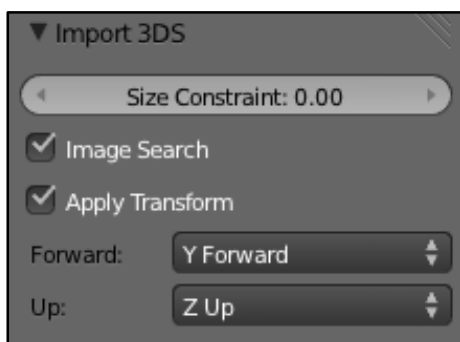 Import 3DS
Size Constraint: 0.00
Image Search
Apply Transform
Forward: Y Forward
Up: Z Up